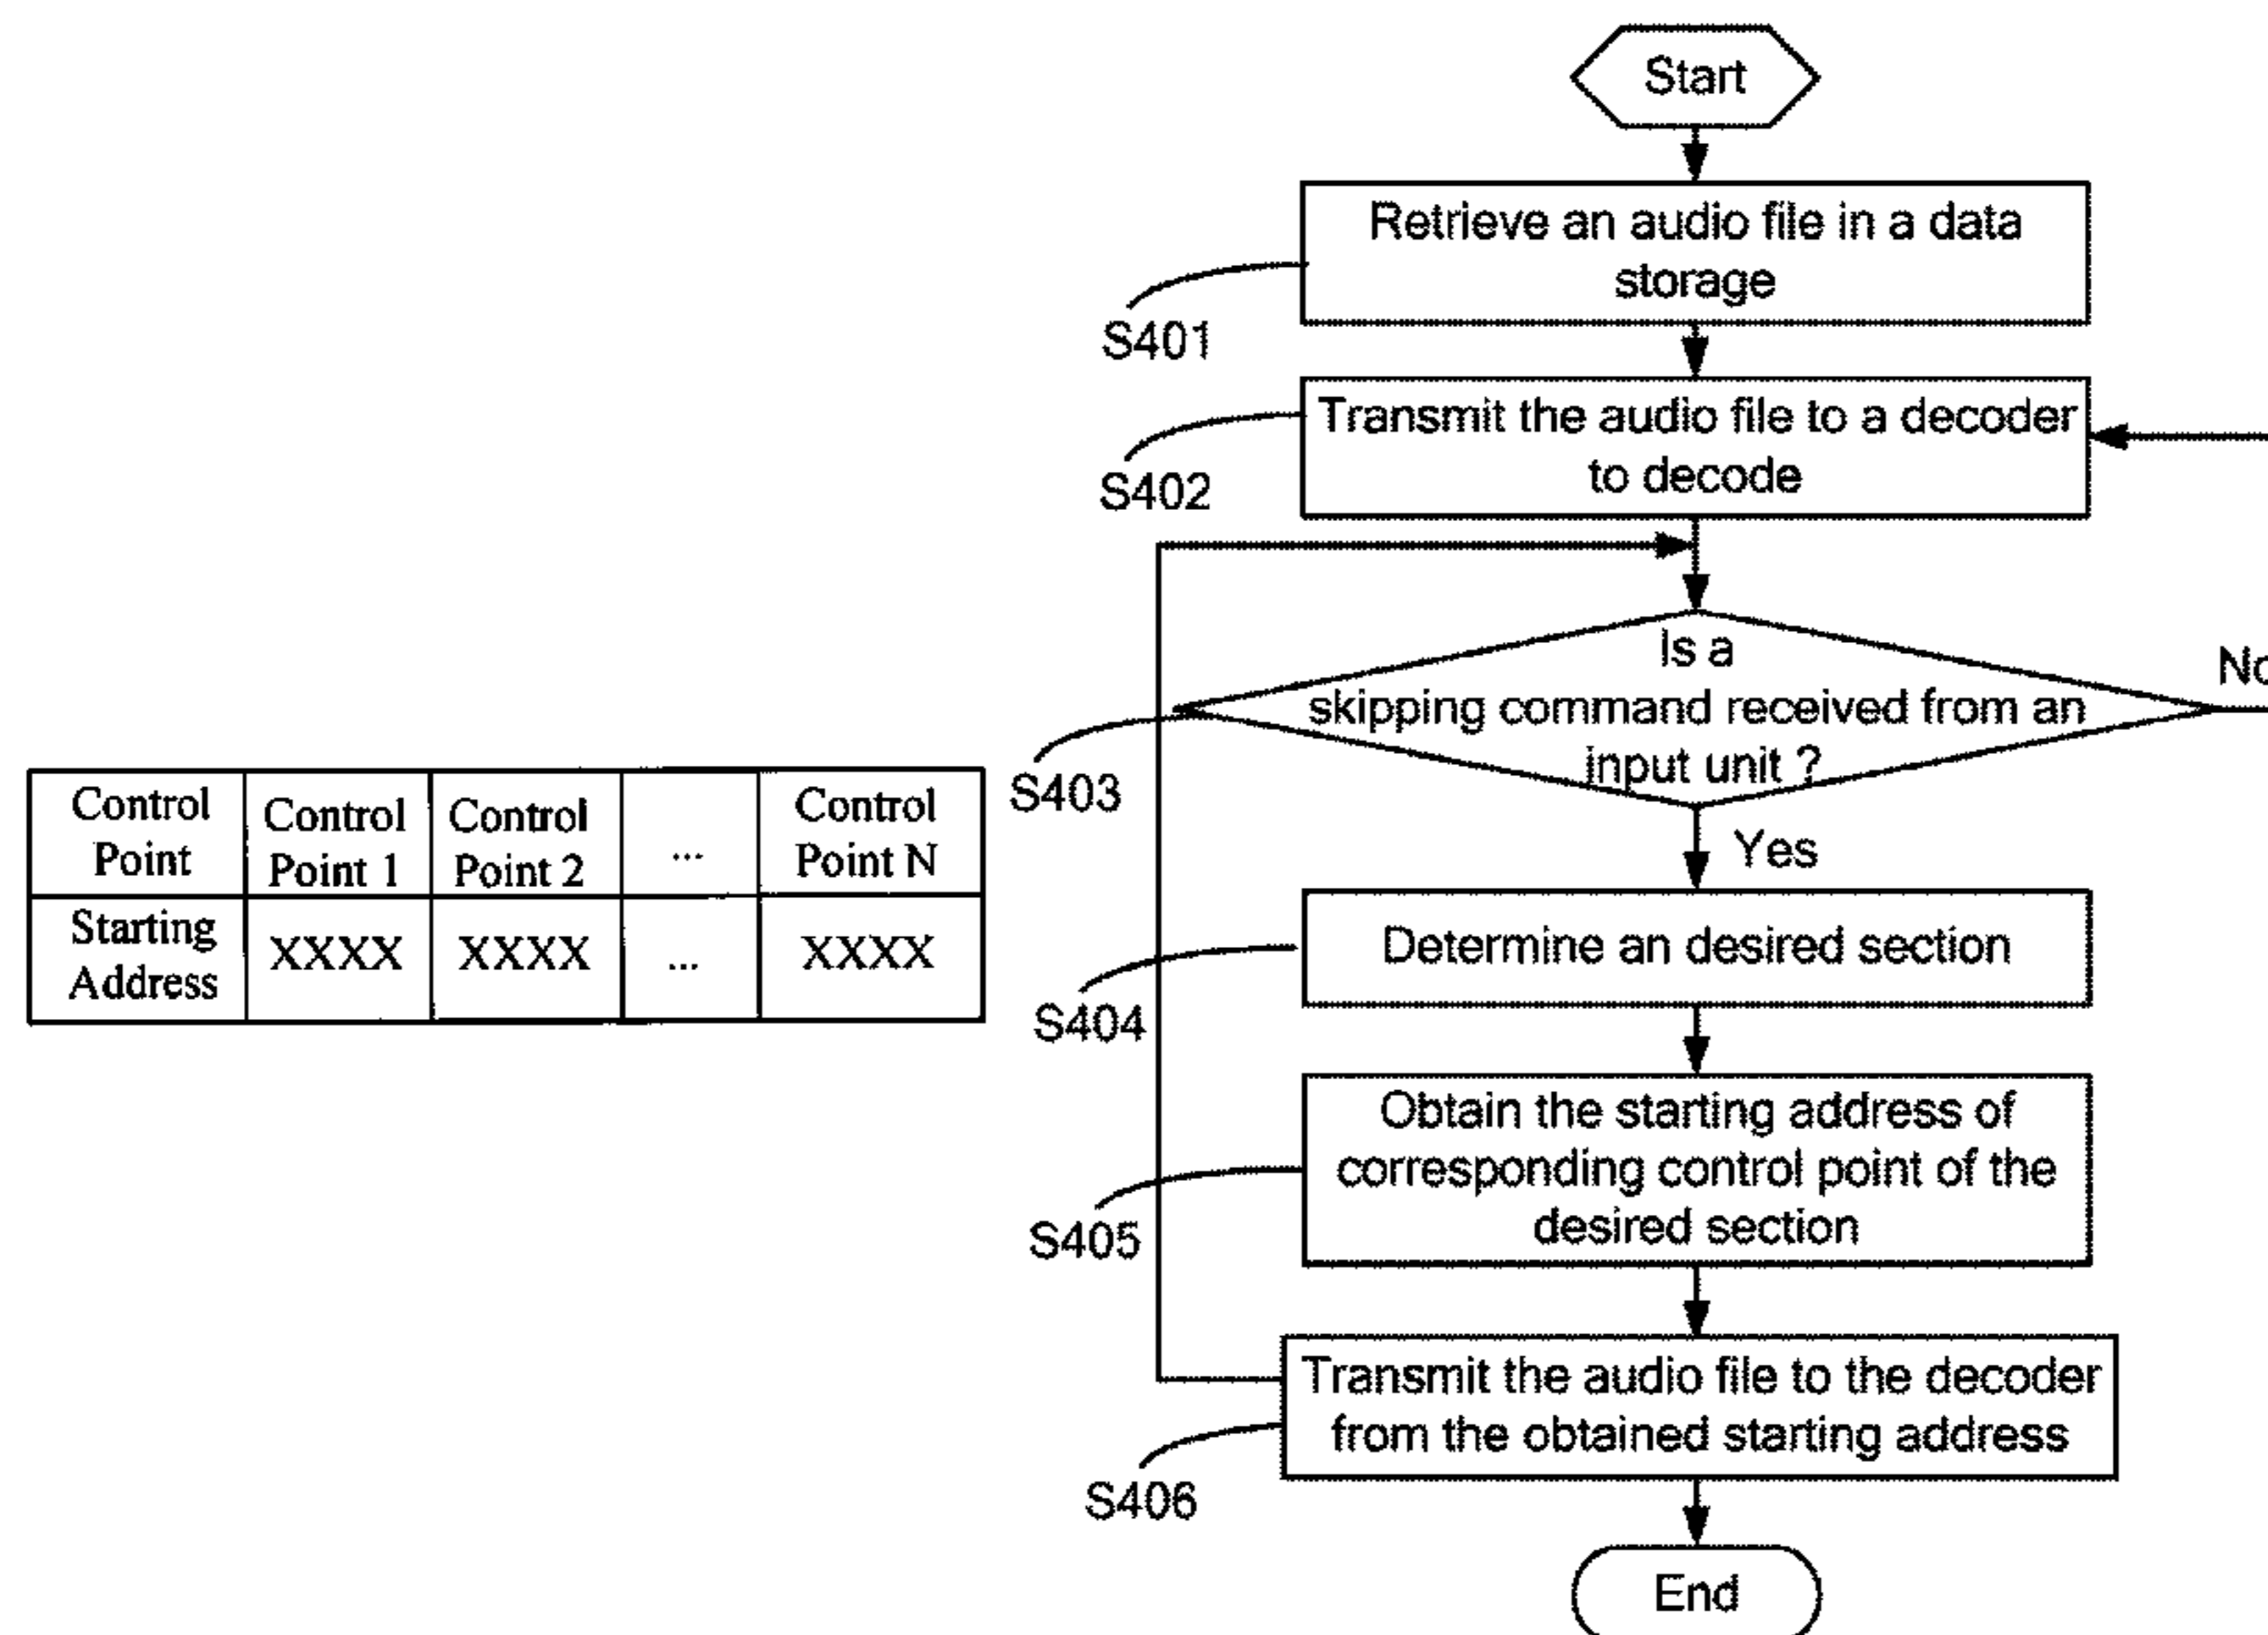 Start
Retrieve an audio file in a data
storage
S401
Transmit the audio file to a decoder
to decode
S402
Is a
skipping command received from an
input unit ?
No
S403
Yes
Determine an desired section
S404
Obtain the starting address of
corresponding control point of the
desired section
S405
Transmit the audio file to the decoder
from the obtained starting address
S406
End
Control
Point
Control
Point 1
Control
Point 2
...
Control
Point N
Starting
Address
XXXX
XXXX
...
XXXX